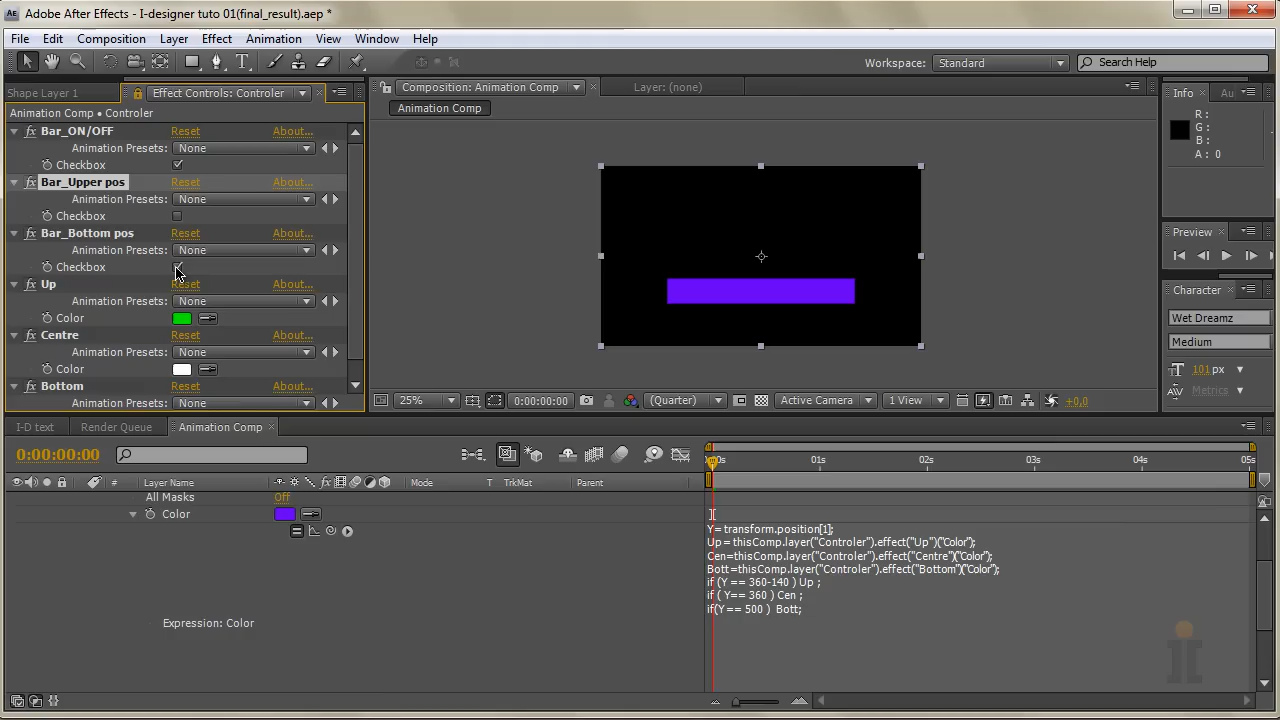 Adobe After Effects - I-designer tuto 01(final_result).aep *
File Edit Composition Layer Effect Animation View Window Help
Workspace: Standard Search Help
Shape Layer 1 Effect Controls: Controler
Composition: Animation Comp Layer: (none)
Info Au
Animation Comp • Controler
Animation Comp
R :
G :
B :
A : 0
fx Bar_ON/OFF Reset About...
Animation Presets: None
Checkbox
fx Bar_Upper pos Reset About...
Animation Presets: None
Checkbox
fx Bar_Bottom pos Reset About...
Animation Presets: None
Checkbox
fx Up Reset About...
Animation Presets: None
Color
fx Centre Reset About...
Animation Presets: None
Color
fx Bottom Reset About...
Animation Presets: None
Preview
Character
Wet Dreamz
Medium
101 px
Metrics
25% 0:00:00:00 (Quarter) Active Camera 1 View +0,0
I-D text Render Queue Animation Comp
0:00:00:00
01s 02s 03s 04s 05s
# Layer Name Mode T TrkMat Parent
All Masks Off
Color
Expression: Color
Y= transform.position[1];
Up = thisComp.layer("Controler").effect("Up")("Color");
Cen=thisComp.layer("Controler").effect("Centre")("Color");
Bott=thisComp.layer("Controler").effect("Bottom")("Color");
if (Y == 360-140 ) Up ;
if ( Y== 360 ) Cen ;
if(Y == 500 ) Bott;